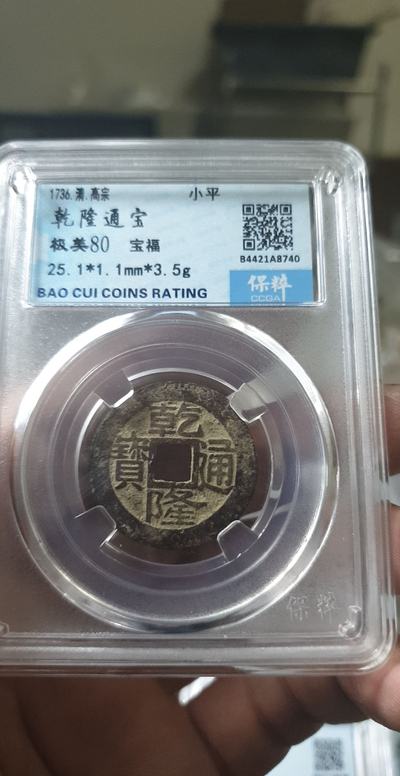 1736.清.高宗 小平
乾隆通宝
极美80 宝福
B4421A8740
25.1*1.1mm*3.5g
保粹
CCGA
BAO CUI COINS RATING
乾
寶 通
隆
保粹